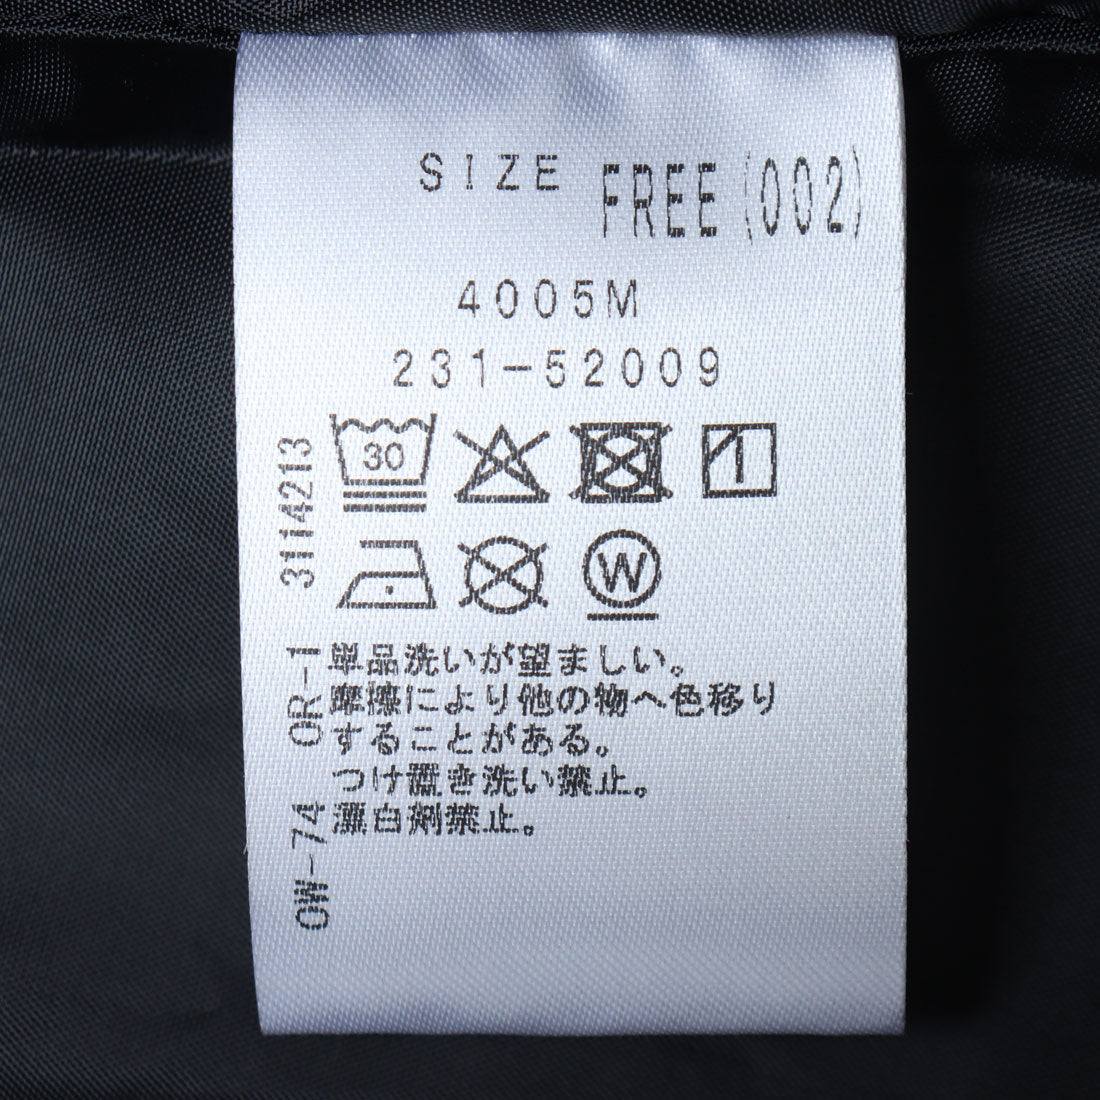 SIZE FREE(002)
4005M
231-52009
30
W
単品洗いが望ましい。
摩擦により他の物へ色移り
することがある。
つけ置き洗い禁止。
漂白剤禁止。
OW-74 OR-1 3114213